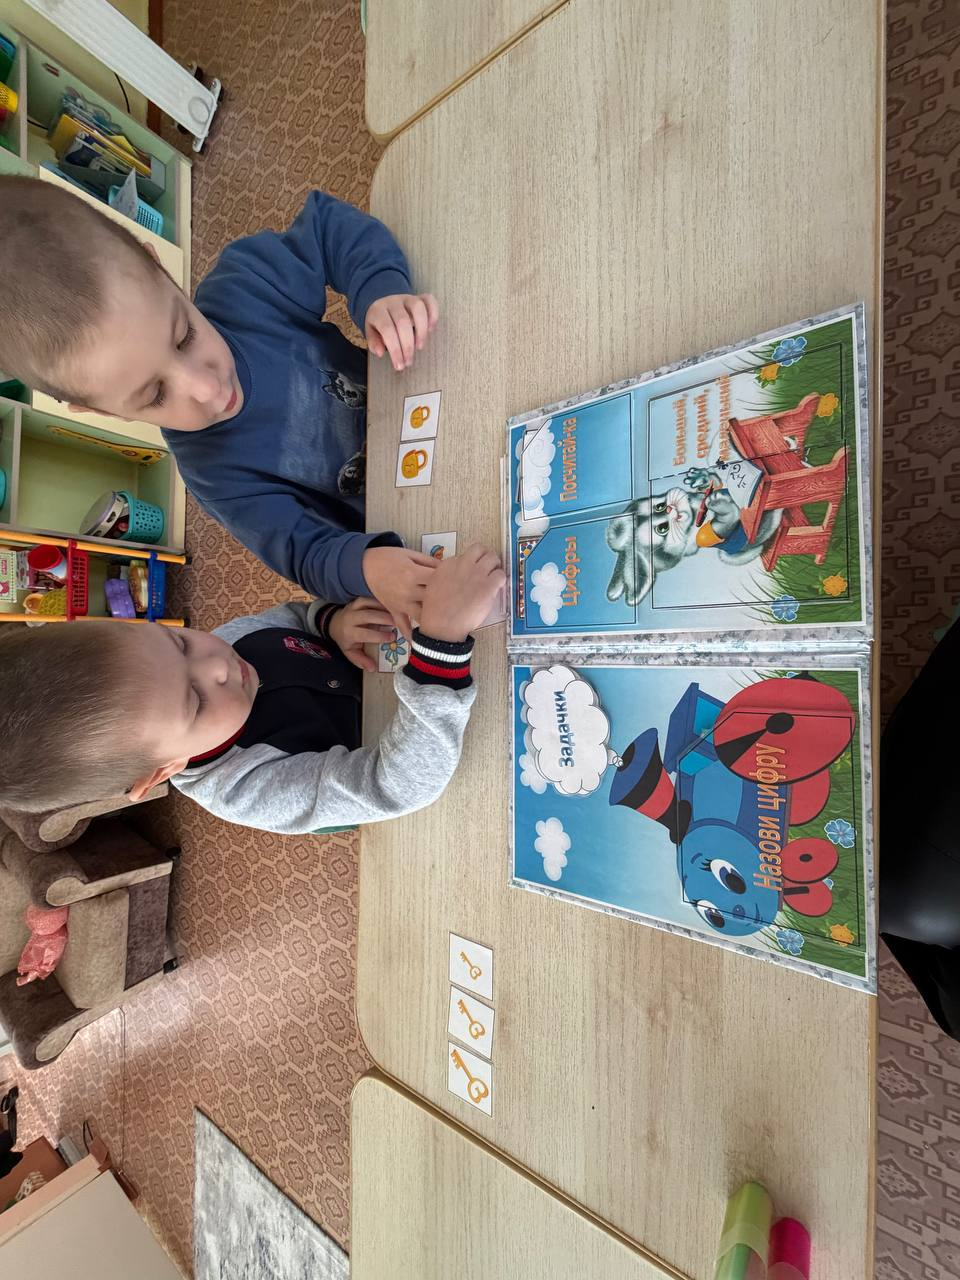 Задачки
Назови цифру
Цифры
Посчитай-ка
Большой,
средний,
маленький